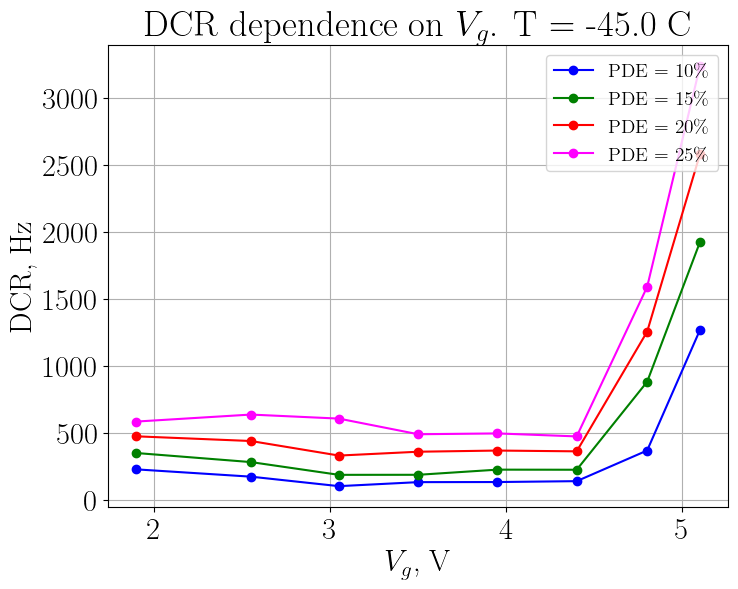 DCR dependence on $V_g$. T = -45.0 C
PDE = 10%
PDE = 15%
PDE = 20%
PDE = 25%
3000
2500
2000
1500
1000
500
0
DCR, Hz
2 3 4 5
$V_g$, V